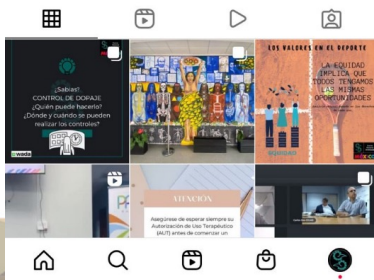 ¿Sabías?
CONTROL DE DOPAJE
¿Quién puede hacerlo?
¿Dónde y cuándo se pueden
realizar los controles?
wada
LOS VALORES EN EL DEPORTE
LA EQUIDAD
IMPLICA QUE
TODOS TENGAMOS
LAS MISMAS
OPORTUNIDADES
EQUIDAD
ATENCIÓN
Asegúrese de esperar siempre su
Autorización de Uso Terapéutico
(AUT) antes de comenzar un